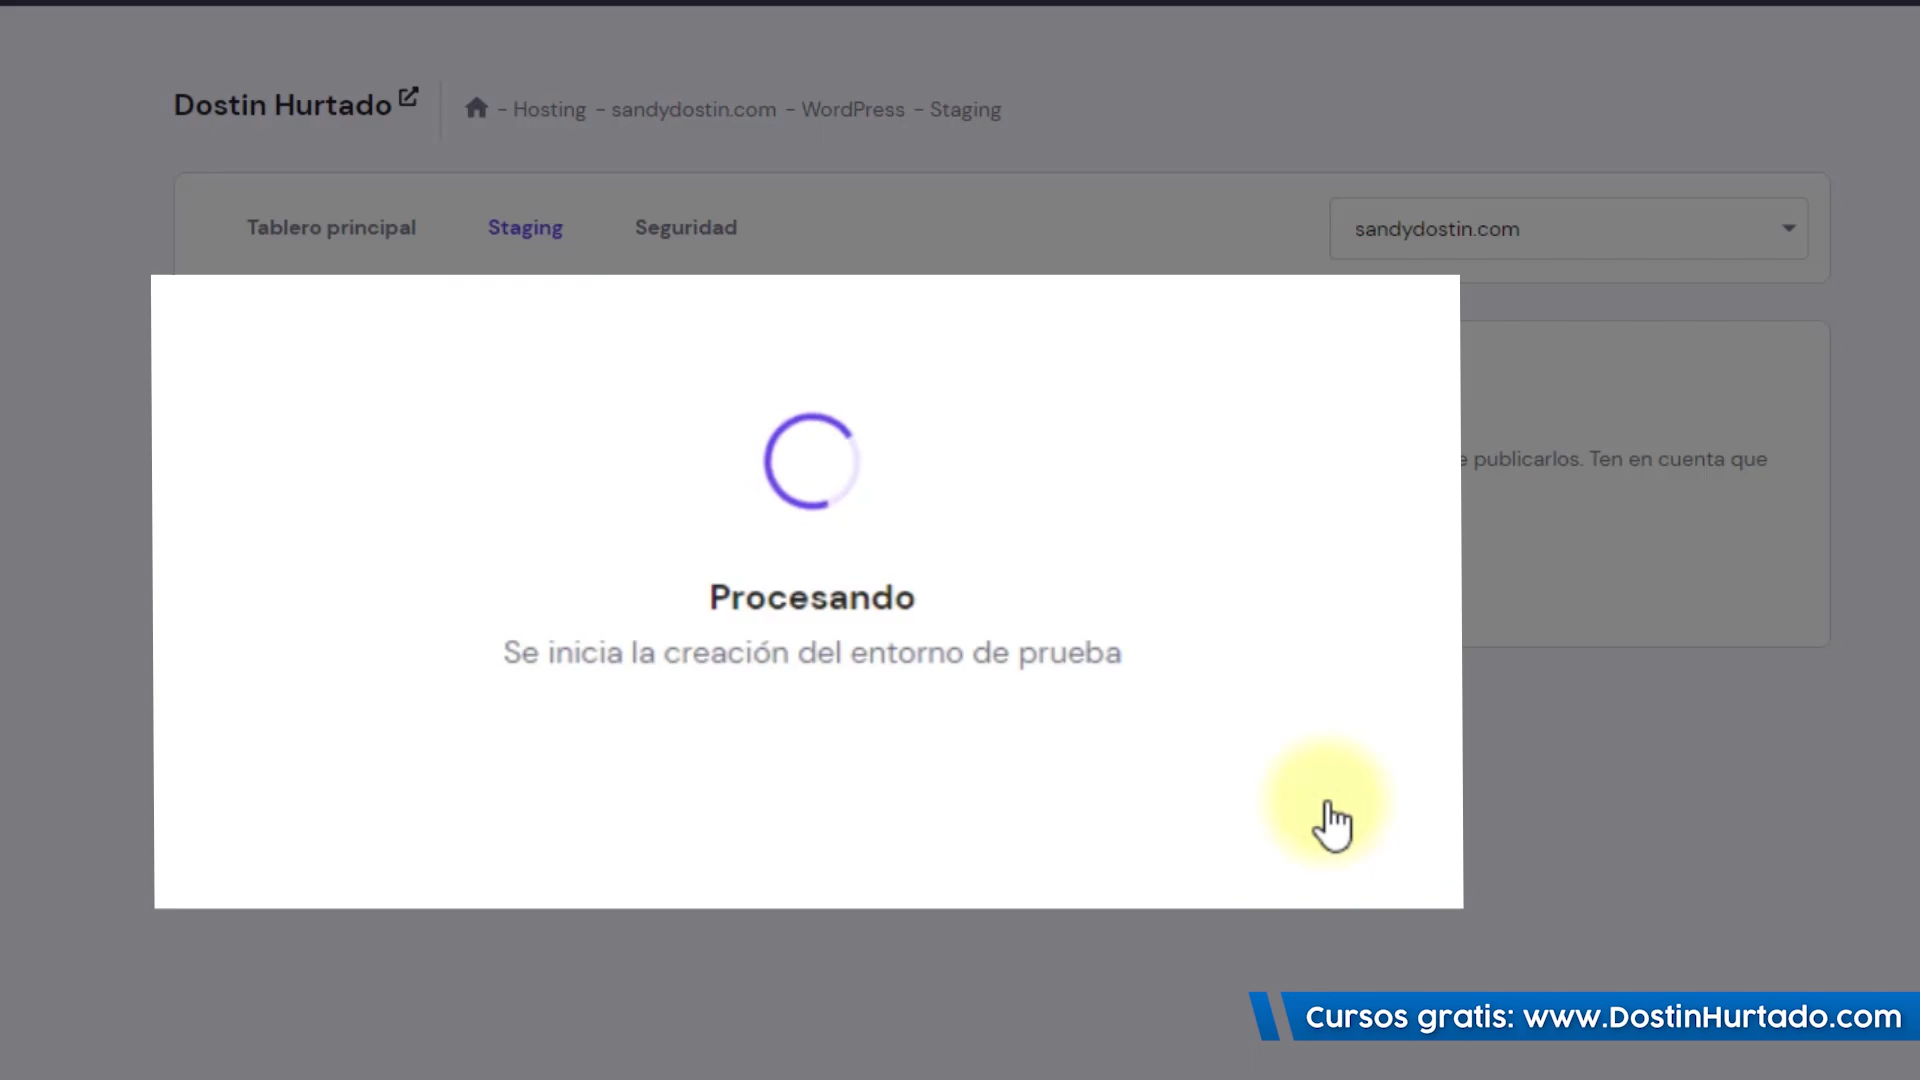 Dostin Hurtado
- Hosting - sandydostin.com - WordPress - Staging
Tablero principal
Staging
Seguridad
sandydostin.com
publicarlos. Ten en cuenta que
Procesando
Se inicia la creación del entorno de prueba
Cursos gratis: www.DostinHurtado.com